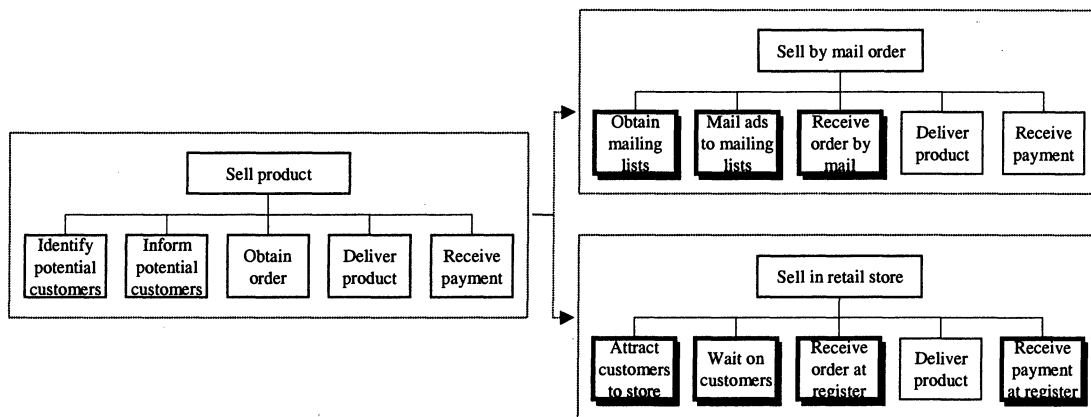 Sell by mail order
Obtain
mailing
lists
Mail ads
to mailing
lists
Receive
order by
mail
Deliver
product
Receive
payment
Sell product
Identify
potential
customers
Inform
potential
customers
Obtain
order
Deliver
product
Receive
payment
Sell in retail store
Attract
customers
to store
Wait on
customers
Receive
order at
register
Deliver
product
Receive
payment
at register